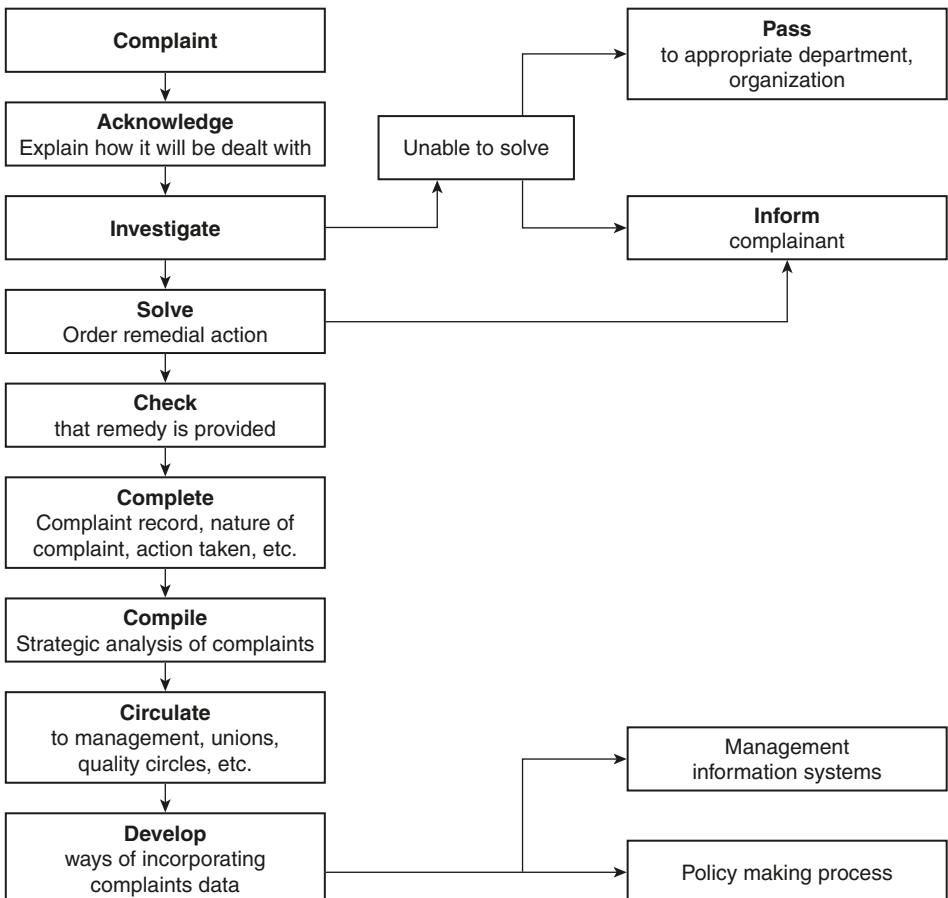 Complaint
Acknowledge
Explain how it will be dealt with
Investigate
Solve
Order remedial action
Check
that remedy is provided
Complete
Complaint record, nature of
complaint, action taken, etc.
Compile
Strategic analysis of complaints
Circulate
to management, unions,
quality circles, etc.
Develop
ways of incorporating
complaints data
Unable to solve
Pass
to appropriate department,
organization
Inform
complainant
Management
information systems
Policy making process